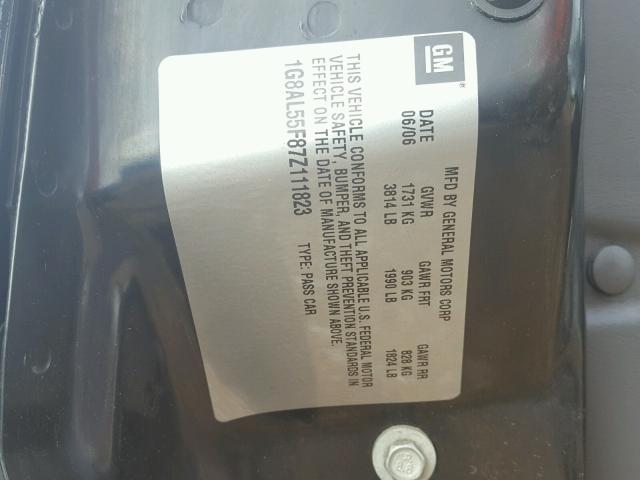 GM ®
MFD BY GENERAL MOTORS CORP
DATE GVWR GAWR FRT GAWR RR
06/06 1731 KG 903 KG 828 KG
3814 LB 1990 LB 1824 LB
THIS VEHICLE CONFORMS TO ALL APPLICABLE U.S. FEDERAL MOTOR
VEHICLE SAFETY, BUMPER, AND THEFT PREVENTION STANDARDS IN
EFFECT ON THE DATE OF MANUFACTURE SHOWN ABOVE.
1G8AL55F87Z111823 TYPE: PASS CAR